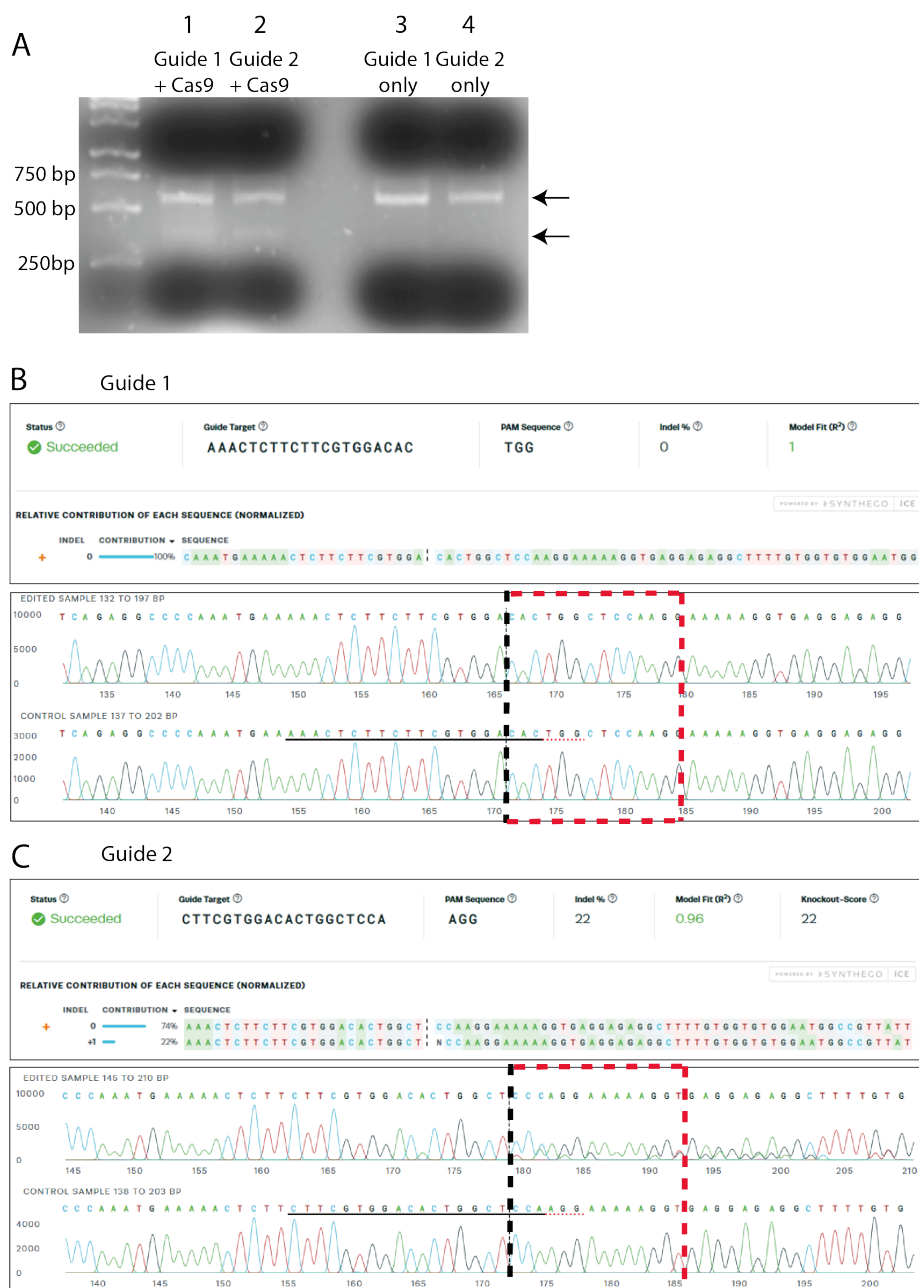 A
1 2 3 4
Guide 1 Guide 2 Guide 1 Guide 2
+ Cas9 + Cas9 only only
750 bp
500 bp
250bp
B Guide 1
Status Guide Target PAM Sequence Indel % Model Fit (R²)
Succeeded AAACTCTTCTTCGTGGACAC TGG 0 1
POWERED BY SYNTHEGO ICE
RELATIVE CONTRIBUTION OF EACH SEQUENCE (NORMALIZED)
INDEL CONTRIBUTION SEQUENCE
+ 0 100% CAAATGAAAAACTCTTCTTCGTGGA CACTGGCTCCAAGGAAAAAGGTGAGGAGAGGCTTTTGTGGTGTGGAATGG
EDITED SAMPLE 132 TO 197 BP
10000 TCAGAGGCCCCAAATGAAAAACTCTTCTTCGTGGACACTGGCTCCAAGGAAAAAGGTGAGGAGAGG
5000
0
135 140 145 150 155 160 165 170 175 180 185 190 195
CONTROL SAMPLE 137 TO 202 BP
3000 TCAGAGGCCCCAAATGAAAAACTCTTCTTCGTGGACACTGGCTCCAAGGAAAAAGGTGAGGAGAGG
2000
1000
0
140 145 150 155 160 165 170 175 180 185 190 195 200
C Guide 2
Status Guide Target PAM Sequence Indel % Model Fit (R²) Knockout-Score
Succeeded CTTCGTGGACACTGGCTCCA AGG 22 0.96 22
POWERED BY SYNTHEGO ICE
RELATIVE CONTRIBUTION OF EACH SEQUENCE (NORMALIZED)
INDEL CONTRIBUTION SEQUENCE
+ 0 74% AAACTCTTCTTCGTGGACACTGGCT CCAAGGAAAAAGGTGAGGAGAGGCTTTTGTGGTGTGGAATGGCCGTTATT
+1 22% AAACTCTTCTTCGTGGACACTGGCT NCCAAGGAAAAAGGTGAGGAGAGGCTTTTGTGGTGTGGAATGGCCGTTAT
EDITED SAMPLE 145 TO 210 BP
10000 CCCAAATGAAAAACTCTTCTTCGTGGACACTGGCTCCCAGGAAAAAGGTGAGGAGAGGCTTTTGTG
5000
0
145 150 155 160 165 170 175 180 185 190 195 200 205 210
CONTROL SAMPLE 138 TO 203 BP
CCCAAATGAAAAACTCTTCTTCGTGGACACTGGCTCCAAGGAAAAAGGTGAGGAGAGGCTTTTGTG
4000
2000
0
140 145 150 155 160 165 170 175 180 185 190 195 200